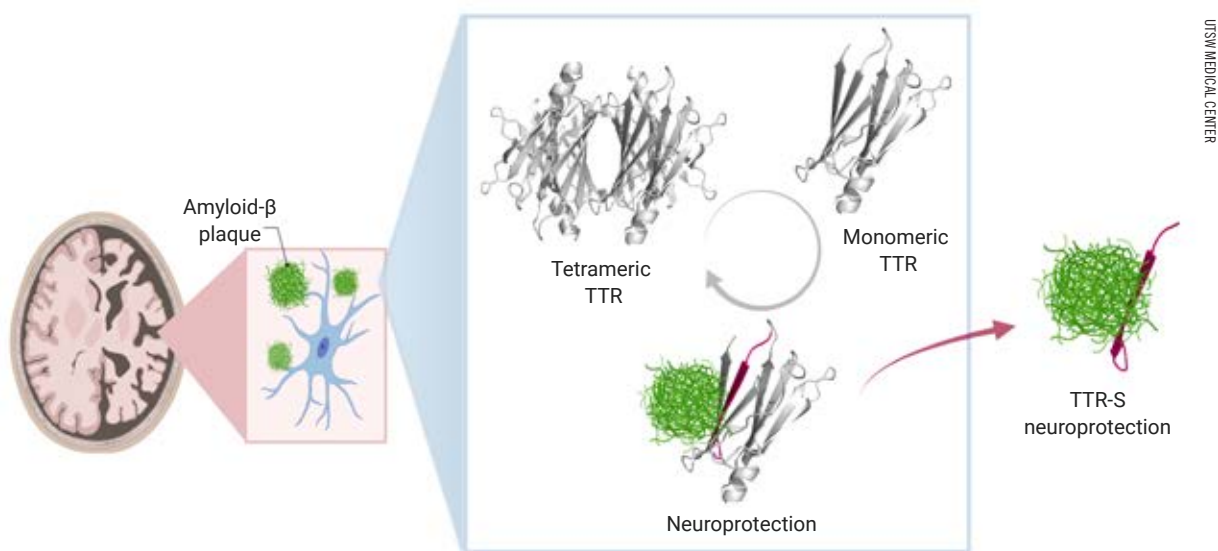 UTSW MEDICAL CENTER
Amyloid-β
plaque
Tetrameric
TTR
Monomeric
TTR
Neuroprotection
TTR-S
neuroprotection